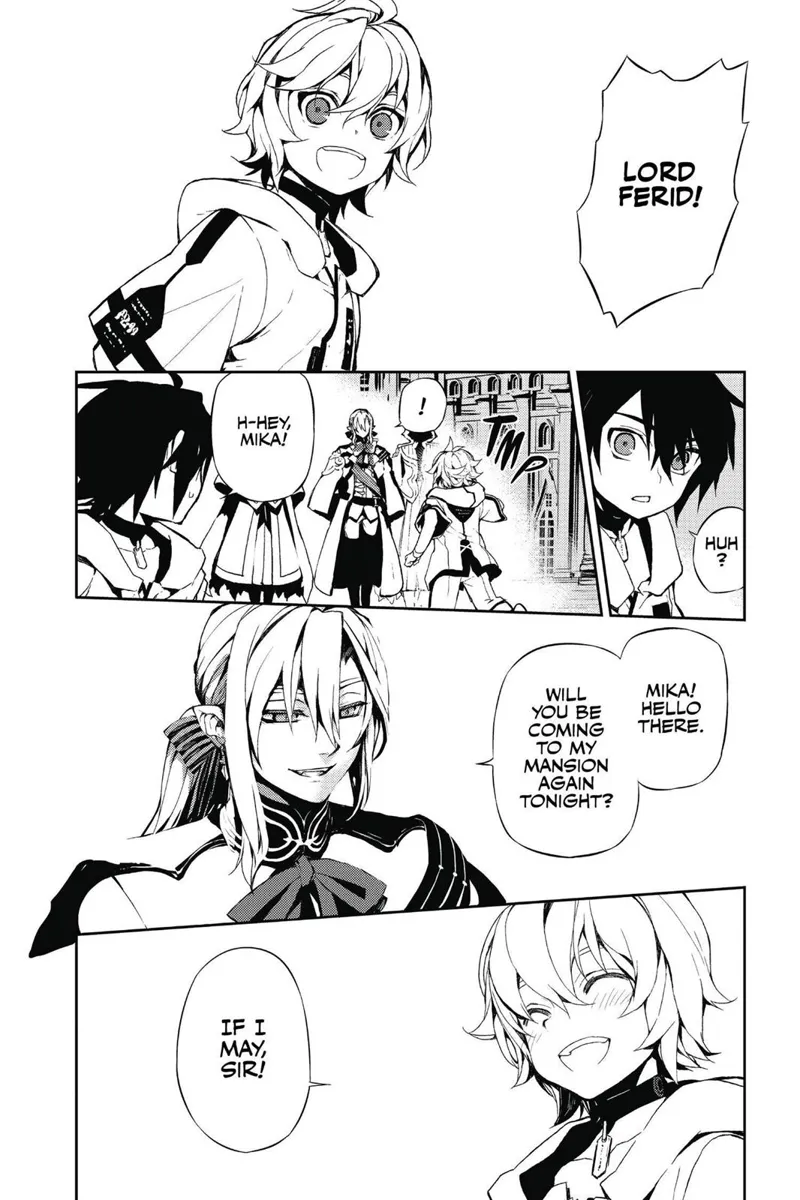 LORD
FERID!
HUH
?
!
TMP
H-HEY,
MIKA!
MIKA!
HELLO
THERE.
WILL
YOU BE
COMING
TO MY
MANSION
AGAIN
TONIGHT?
IF I
MAY,
SIR!